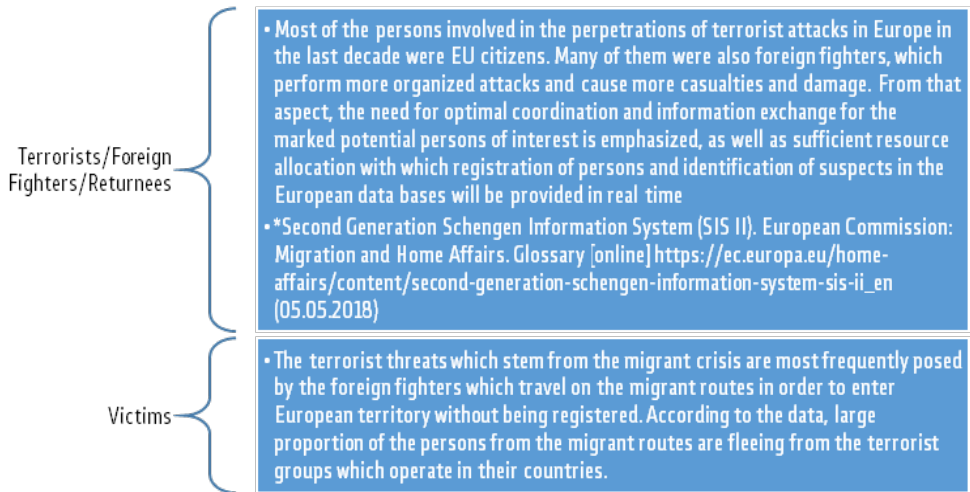 Terrorists/Foreign
Fighters/Returnees
• Most of the persons involved in the perpetrations of terrorist attacks in Europe in
the last decade were EU citizens. Many of them were also foreign fighters, which
perform more organized attacks and cause more casualties and damage. From that
aspect, the need for optimal coordination and information exchange for the
marked potential persons of interest is emphasized, as well as sufficient resource
allocation with which registration of persons and identification of suspects in the
European data bases will be provided in real time
• *Second Generation Schengen Information System (SIS II). European Commission:
Migration and Home Affairs. Glossary [online] https://ec.europa.eu/home-
affairs/content/second-generation-schengen-information-system-sis-ii_en
(05.05.2018)
Victims
• The terrorist threats which stem from the migrant crisis are most frequently posed
by the foreign fighters which travel on the migrant routes in order to enter
European territory without being registered. According to the data, large
proportion of the persons from the migrant routes are fleeing from the terrorist
groups which operate in their countries.